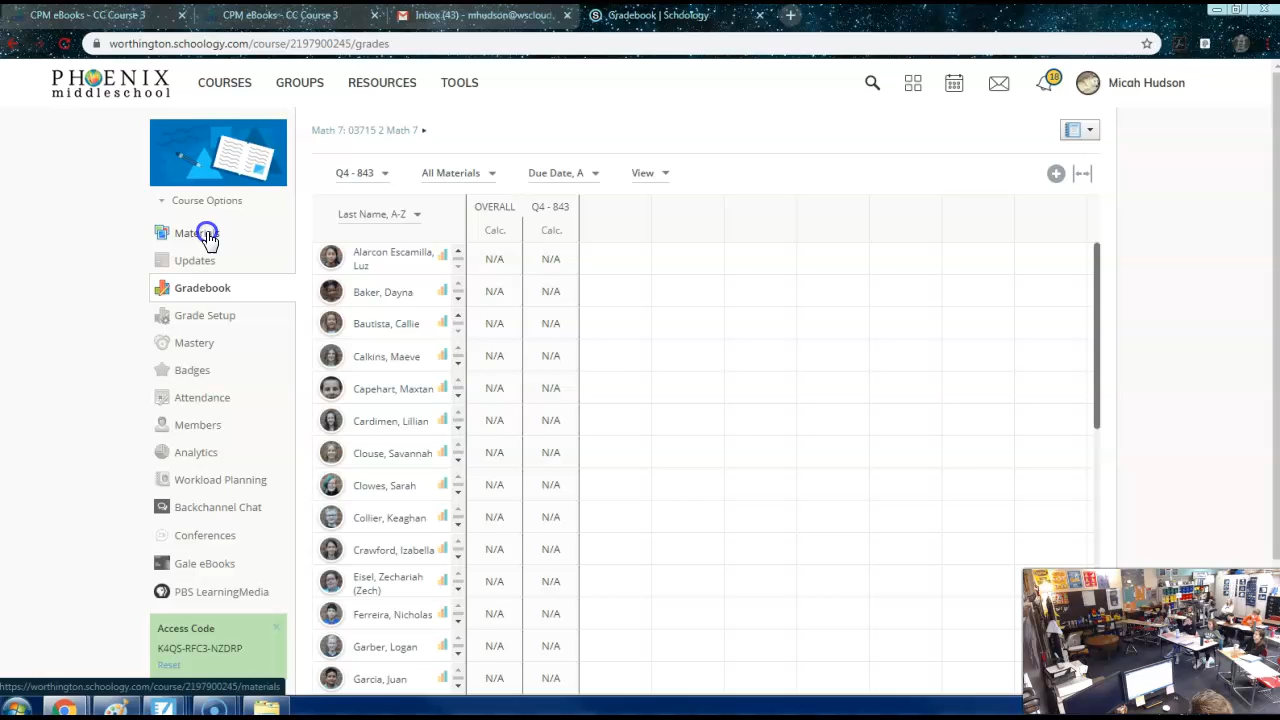 CPM eBooks - CC Course 3
CPM eBooks - CC Course 3
Inbox (43) - mhudson@wscloud
Gradebook | Schoology
worthington.schoology.com/course/2197900245/grades
PHOENIX
middleschool
COURSES
GROUPS
RESOURCES
TOOLS
18
Micah Hudson
Math 7: 03715 2 Math 7
Course Options
Materials
Updates
Gradebook
Grade Setup
Mastery
Badges
Attendance
Members
Analytics
Workload Planning
Backchannel Chat
Conferences
Gale eBooks
PBS LearningMedia
Access Code
K4QS-RFC3-NZDRP
Reset
https://worthington.schoology.com/course/2197900245/materials
Q4 - 843
All Materials
Due Date, A
View
Last Name, A-Z
OVERALL
Q4 - 843
Calc.
Calc.
Alarcon Escamilla,
Luz
N/A
N/A
Baker, Dayna
N/A
N/A
Bautista, Callie
N/A
N/A
Calkins, Maeve
N/A
N/A
Capehart, Maxtan
N/A
N/A
Cardimen, Lillian
N/A
N/A
Clouse, Savannah
N/A
N/A
Clowes, Sarah
N/A
N/A
Collier, Keaghan
N/A
N/A
Crawford, Izabella
N/A
N/A
Eisel, Zechariah
(Zech)
N/A
N/A
Ferreira, Nicholas
N/A
N/A
Garber, Logan
N/A
N/A
Garcia, Juan
N/A
N/A